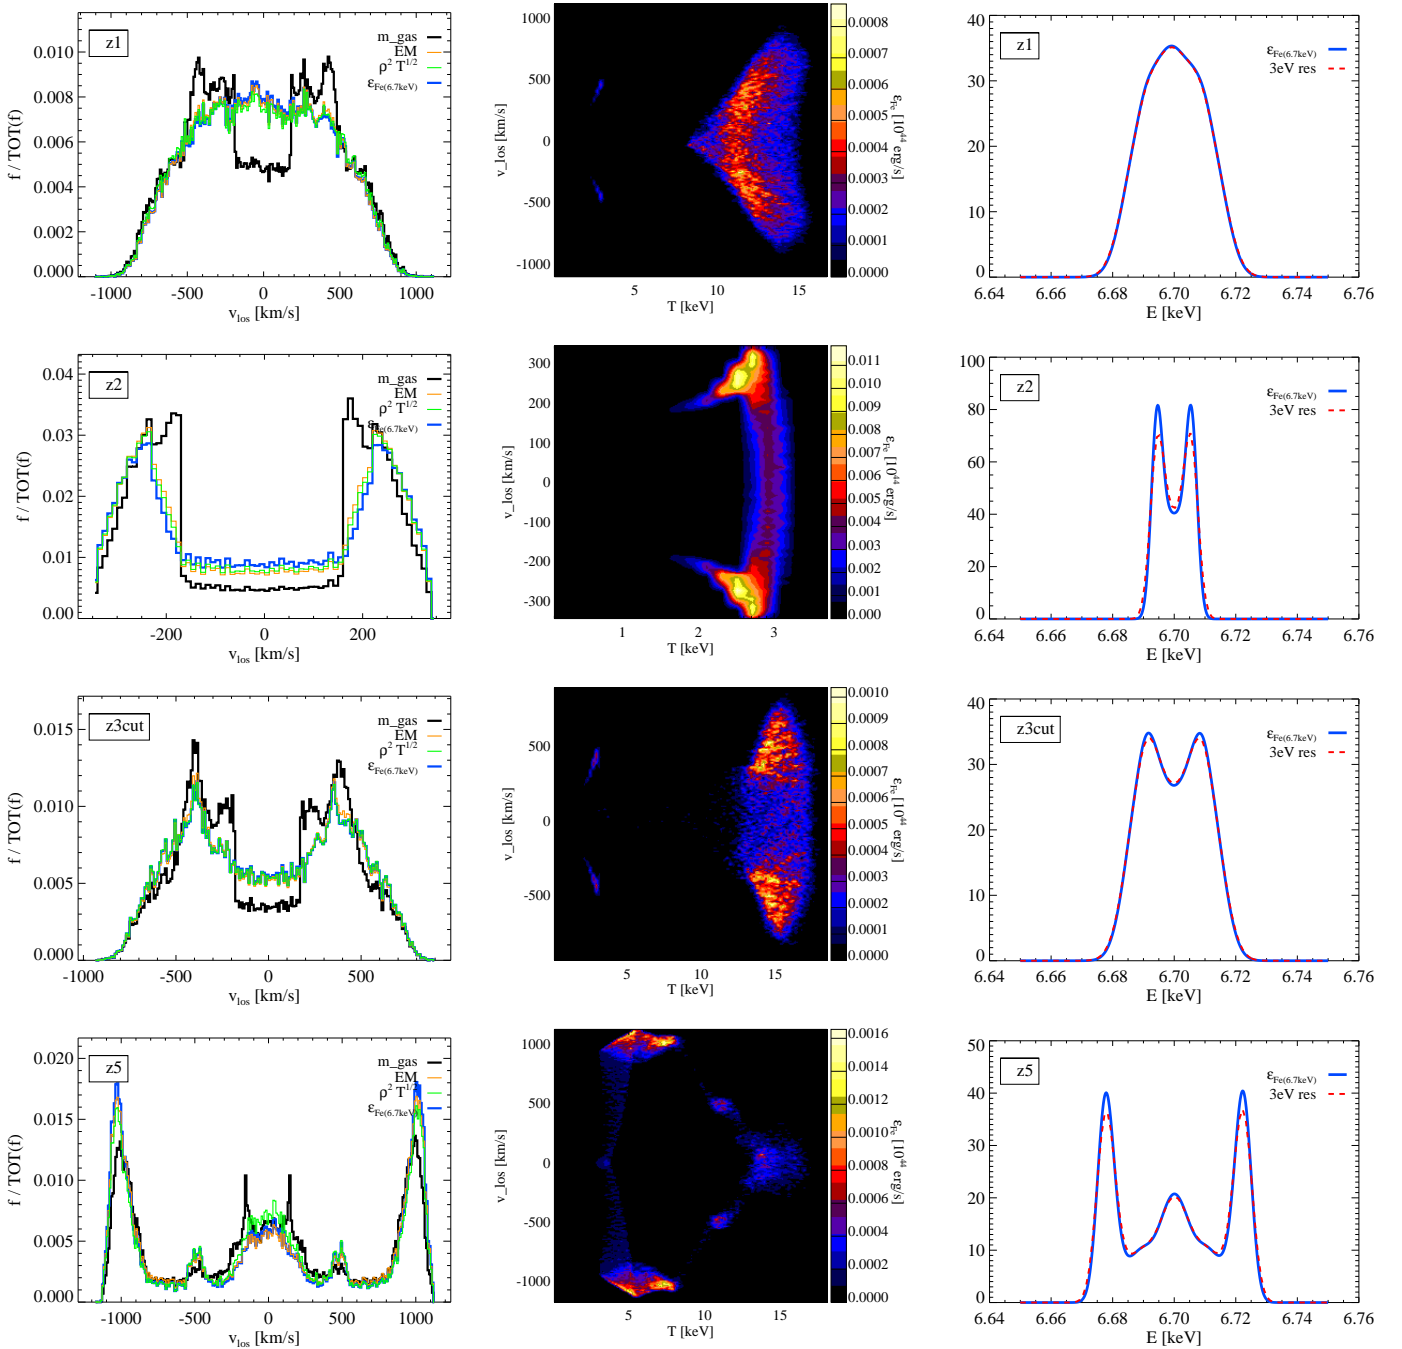 z1
m_gas
EM
ρ² T^1/2
ε_Fe(6.7keV)
f / TOT(f)
0.010
0.008
0.006
0.004
0.002
0.000
-1000 -500 0 500 1000
v_los [km/s]
v_los [km/s]
500
0
-500
-1000
5 10 15
T [keV]
0.0008
0.0007
0.0006
0.0005
0.0004
0.0003
0.0002
0.0001
0.0000
ε_Fe [10^44 erg/s]
z1
ε_Fe(6.7keV)
3eV res
40
30
20
10
0
6.64 6.66 6.68 6.70 6.72 6.74 6.76
E [keV]
z2
m_gas
EM
ρ² T^1/2
ε_Fe(6.7keV)
f / TOT(f)
0.04
0.03
0.02
0.01
0.00
-200 0 200
v_los [km/s]
v_los [km/s]
300
200
100
0
-100
-200
-300
1 2 3
T [keV]
0.011
0.010
0.009
0.008
0.007
0.006
0.005
0.004
0.003
0.002
0.001
0.000
ε_Fe [10^44 erg/s]
z2
ε_Fe(6.7keV)
3eV res
100
80
60
40
20
0
6.64 6.66 6.68 6.70 6.72 6.74 6.76
E [keV]
z3cut
m_gas
EM
ρ² T^1/2
ε_Fe(6.7keV)
f / TOT(f)
0.015
0.010
0.005
0.000
-1000 -500 0 500
v_los [km/s]
v_los [km/s]
500
0
-500
5 10 15
T [keV]
0.0010
0.0009
0.0008
0.0007
0.0006
0.0005
0.0004
0.0003
0.0002
0.0001
0.0000
ε_Fe [10^44 erg/s]
z3cut
ε_Fe(6.7keV)
3eV res
40
30
20
10
0
6.64 6.66 6.68 6.70 6.72 6.74 6.76
E [keV]
z5
m_gas
EM
ρ² T^1/2
ε_Fe(6.7keV)
f / TOT(f)
0.020
0.015
0.010
0.005
0.000
-1000 -500 0 500 1000
v_los [km/s]
v_los [km/s]
1000
500
0
-500
-1000
5 10 15
T [keV]
0.0016
0.0014
0.0012
0.0010
0.0008
0.0006
0.0004
0.0002
0.0000
ε_Fe [10^44 erg/s]
z5
ε_Fe(6.7keV)
3eV res
50
40
30
20
10
0
6.64 6.66 6.68 6.70 6.72 6.74 6.76
E [keV]